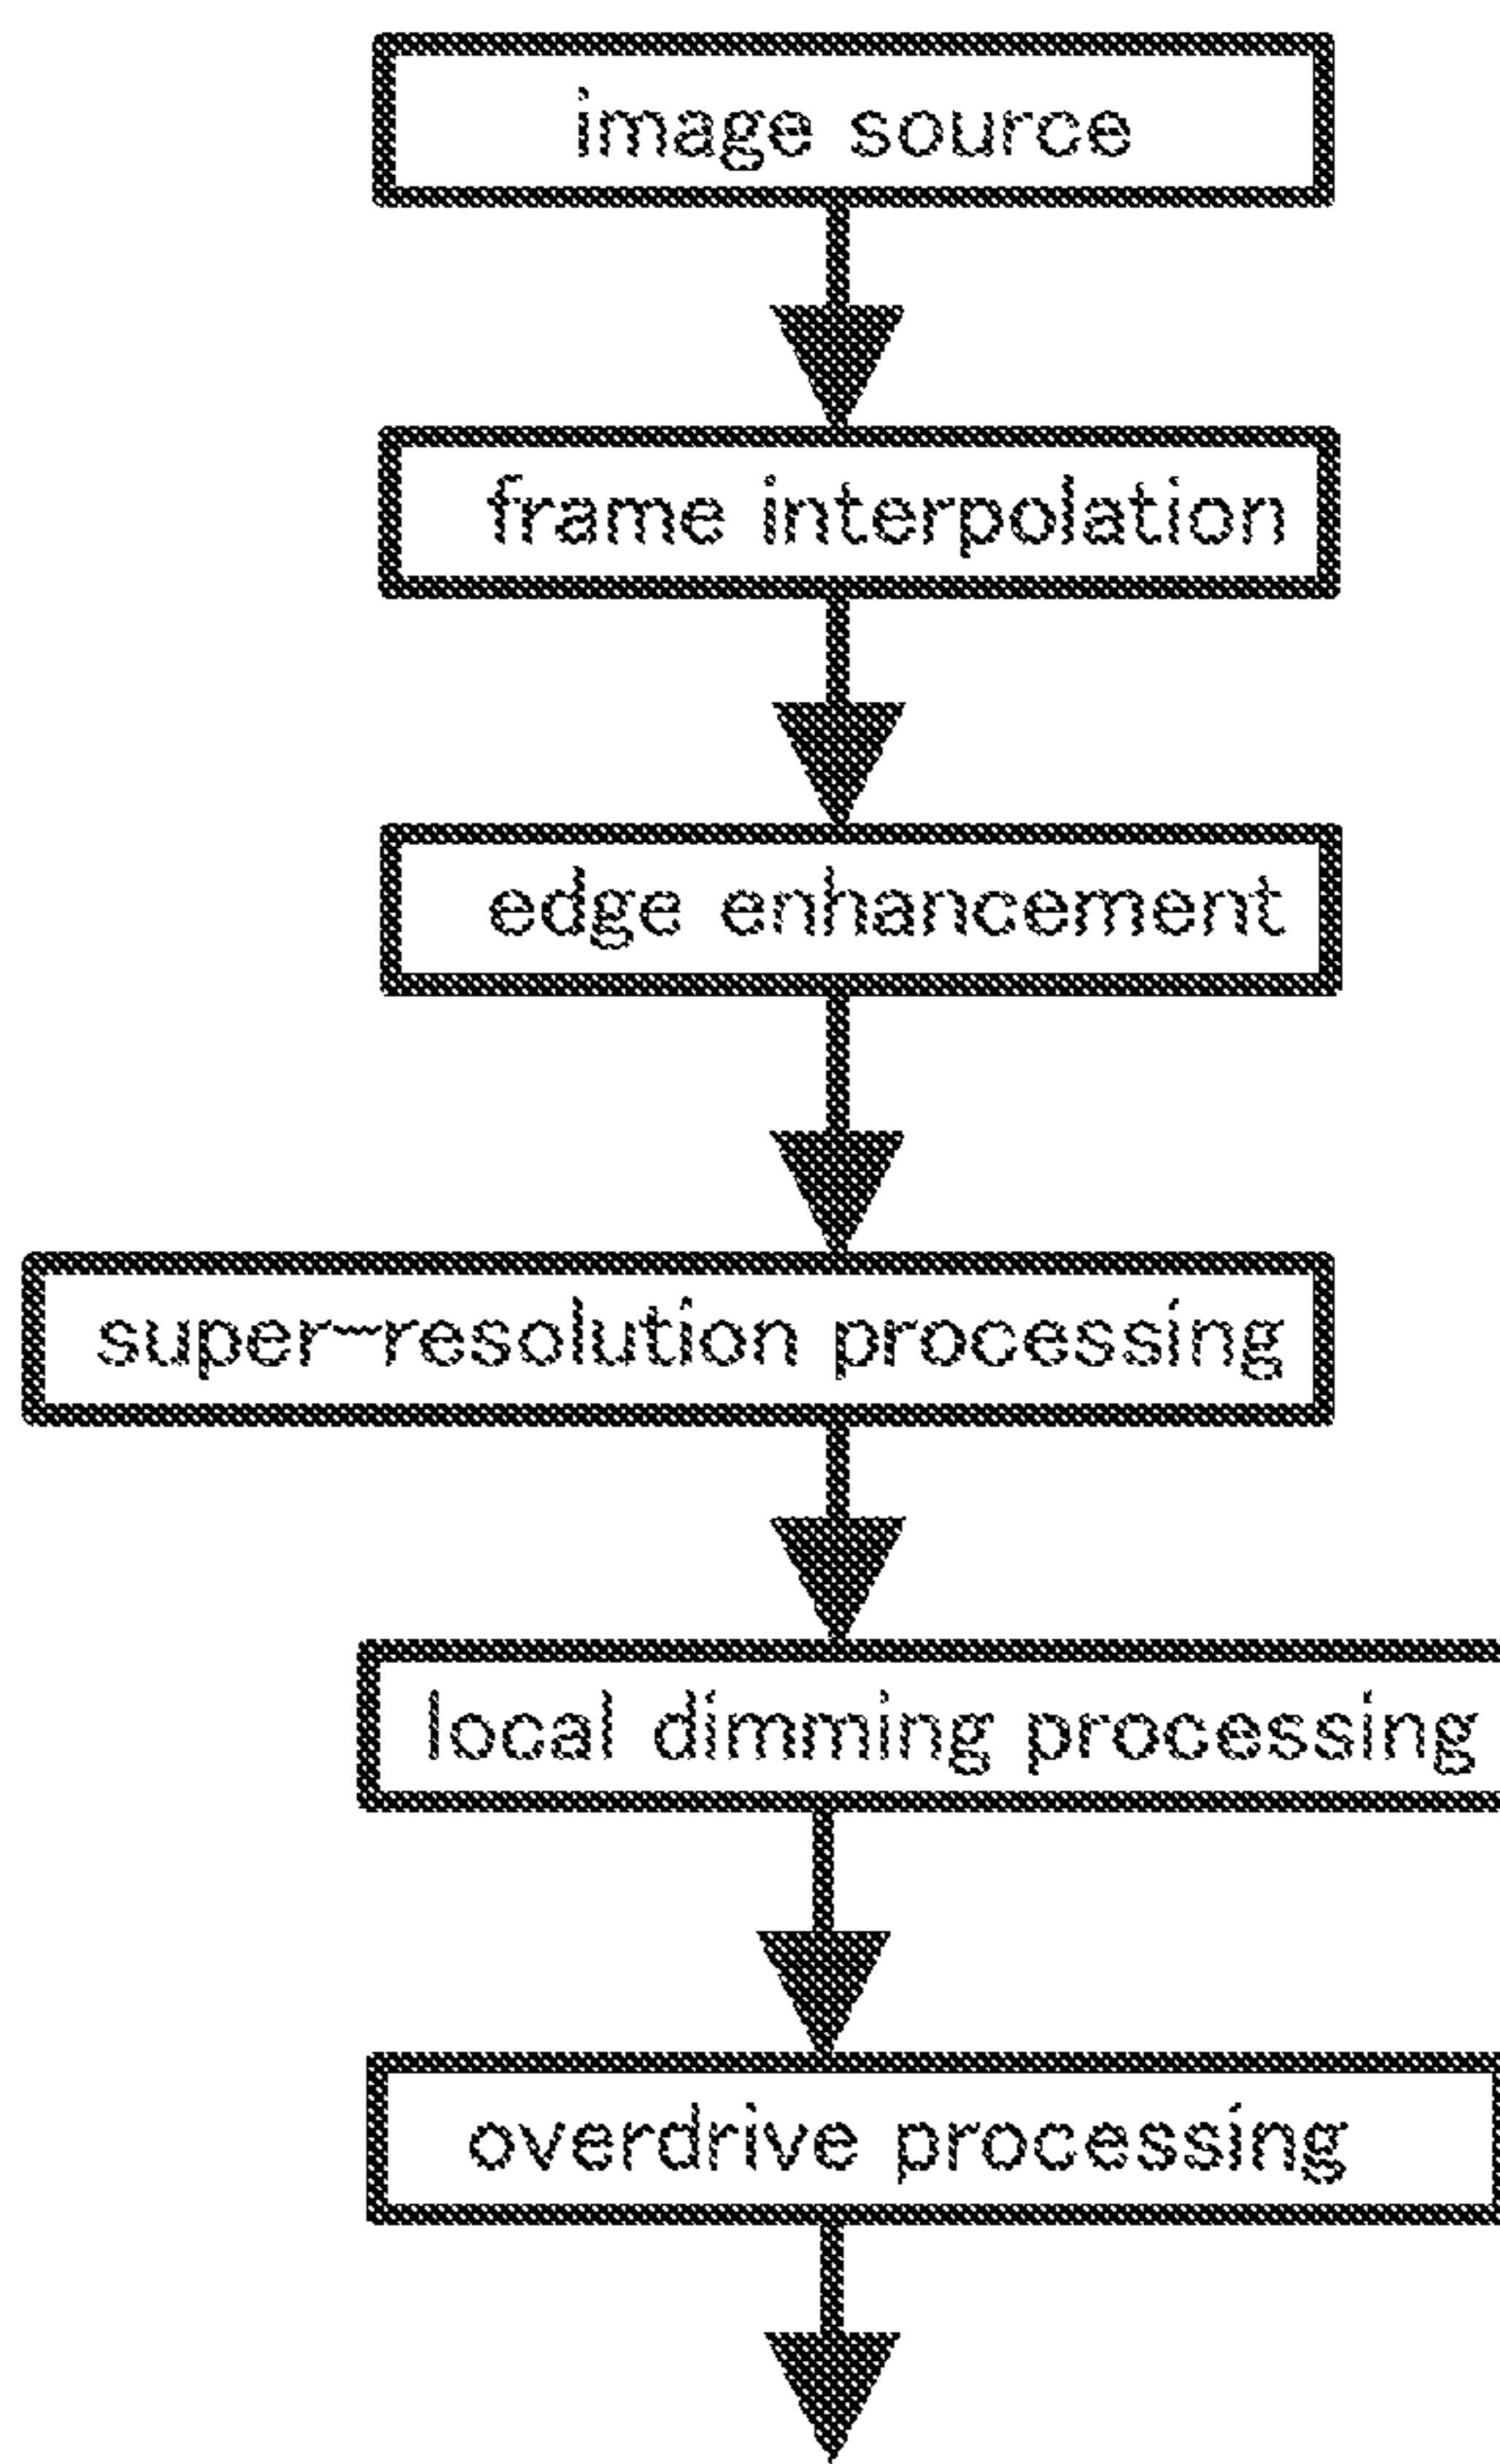 image source
frame interpolation
edge enhancement
super-resolution processing
local dimming processing
overdrive processing